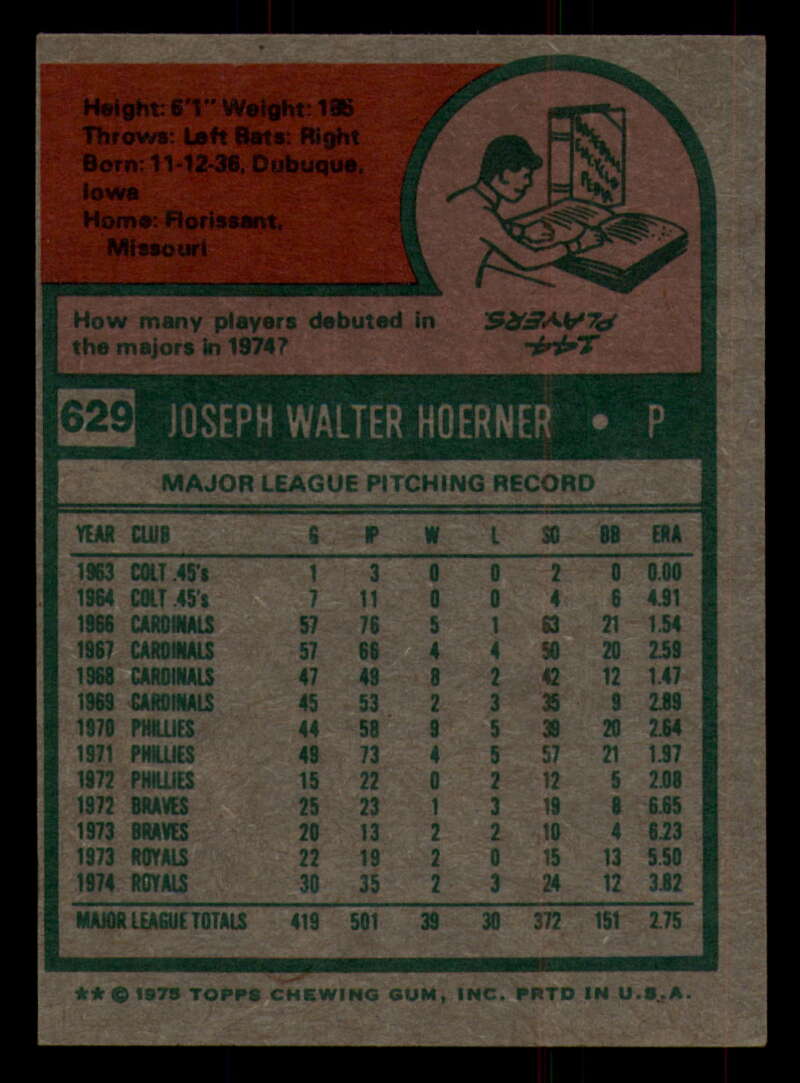 Height: 6'1" Weight: 195
Throws: Left Bats: Right
Born: 11-12-36, Dubuque,
Iowa
Home: Florissant,
Missouri
BASEBALL
ENCYCLO
PEDIA
How many players debuted in
the majors in 1974?
144
PLAYERS
629 JOSEPH WALTER HOERNER • P
MAJOR LEAGUE PITCHING RECORD
YEAR CLUB G IP W L SO BB ERA
1963 COLT .45's 1 3 0 0 2 0 0.00
1964 COLT .45's 7 11 0 0 4 6 4.91
1966 CARDINALS 57 76 5 1 63 21 1.54
1967 CARDINALS 57 66 4 4 50 20 2.59
1968 CARDINALS 47 49 8 2 42 12 1.47
1969 CARDINALS 45 53 2 3 35 9 2.89
1970 PHILLIES 44 58 9 5 39 20 2.64
1971 PHILLIES 49 73 4 5 57 21 1.97
1972 PHILLIES 15 22 0 2 12 5 2.08
1972 BRAVES 25 23 1 3 19 8 6.65
1973 BRAVES 20 13 2 2 10 4 6.23
1973 ROYALS 22 19 2 0 15 13 5.50
1974 ROYALS 30 35 2 3 24 12 3.82
MAJOR LEAGUE TOTALS 419 501 39 30 372 151 2.75
** © 1975 TOPPS CHEWING GUM, INC. PRTD IN U.S.A.